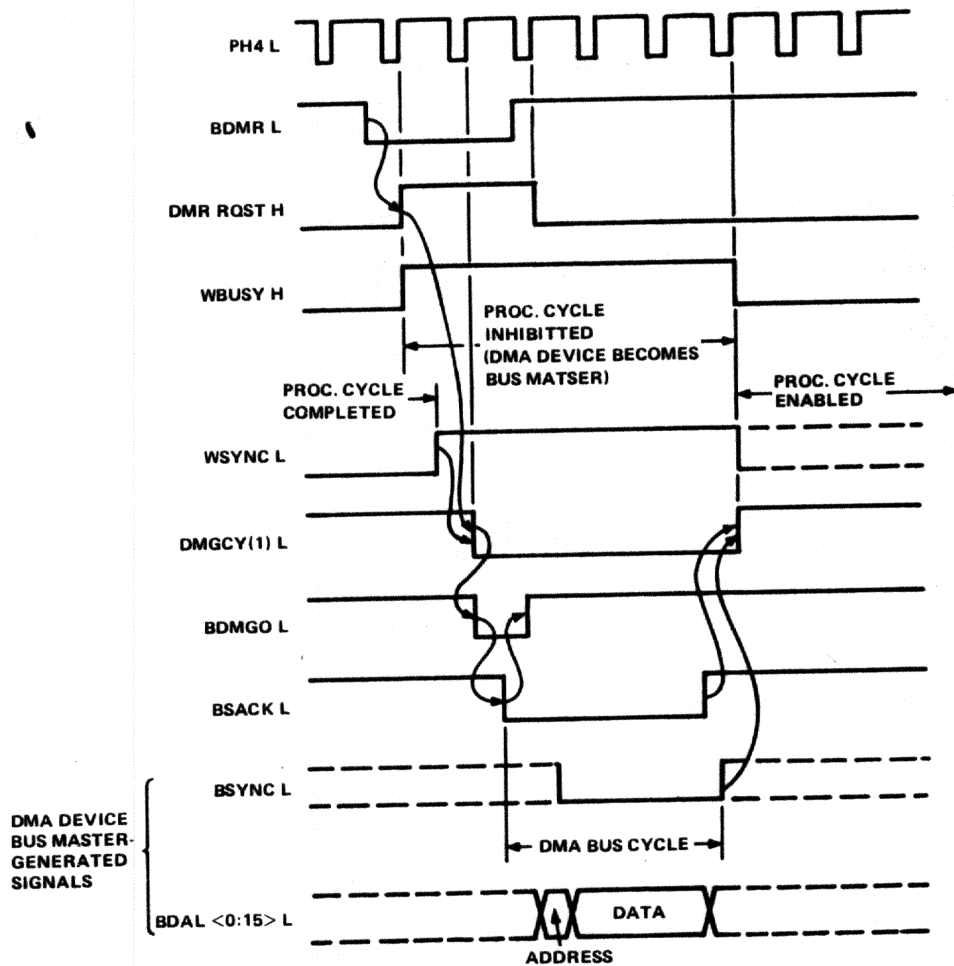 PH4 L
BDMR L
DMR RQST H
WBUSY H
PROC. CYCLE
INHIBITTED
(DMA DEVICE BECOMES
BUS MATSER)
PROC. CYCLE
COMPLETED
PROC. CYCLE
ENABLED
WSYNC L
DMGCY(1) L
BDMGO L
BSACK L
BSYNC L
DMA DEVICE
BUS MASTER-
GENERATED
SIGNALS
DMA BUS CYCLE
BDAL <0:15> L
DATA
ADDRESS